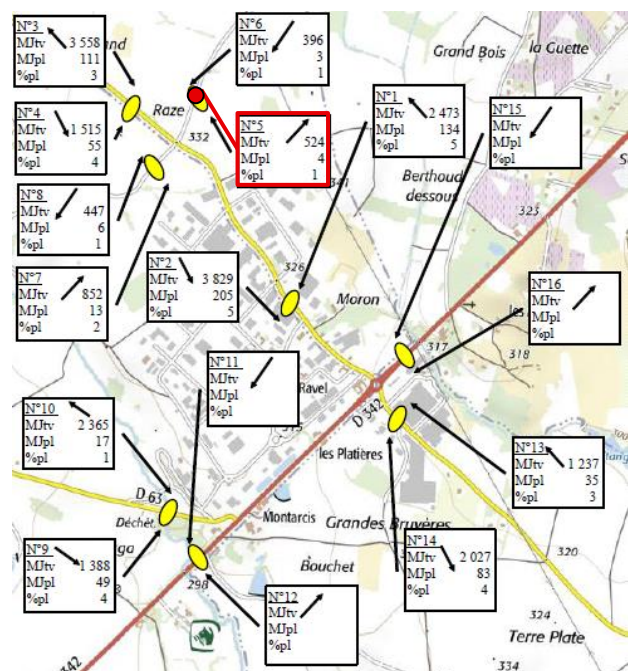 N°3
MJtv 3 558
MJpl 111
%pl 3
and
N°6
MJtv 396
MJpl 3
%pl 1
Grand Bois
la Guette
N°4
MJtv 1 515
MJpl 55
%pl 4
Raze
332
N°5
MJtv 524
MJpl 4
%pl 1
341
N°1
MJtv 2 473
MJpl 134
%pl 5
N°15
MJtv
MJpl
%pl
S
Berthoud
dessous
323
N°8
MJtv 447
MJpl 6
%pl 1
N°7
MJtv 852
MJpl 13
%pl 2
N°2
MJtv 3 829
MJpl 205
%pl 5
326
Moron
N°16
MJtv
MJpl
%pl
les
317
318
N°11
MJtv
MJpl
%pl
Ravel
D 342
315
les Platières
N°10
MJtv 2 365
MJpl 17
%pl 1
N°13
MJtv 1 237
MJpl 35
%pl 3
D 63
Déchèt.
Montarcis
Grandes Bruyères
N°9
MJtv 1 388
MJpl 49
%pl 4
ga
298
Bouchet
N°14
MJtv 2 027
MJpl 83
%pl 4
320
N°12
MJtv
MJpl
%pl
342
324
Terre Plate
334